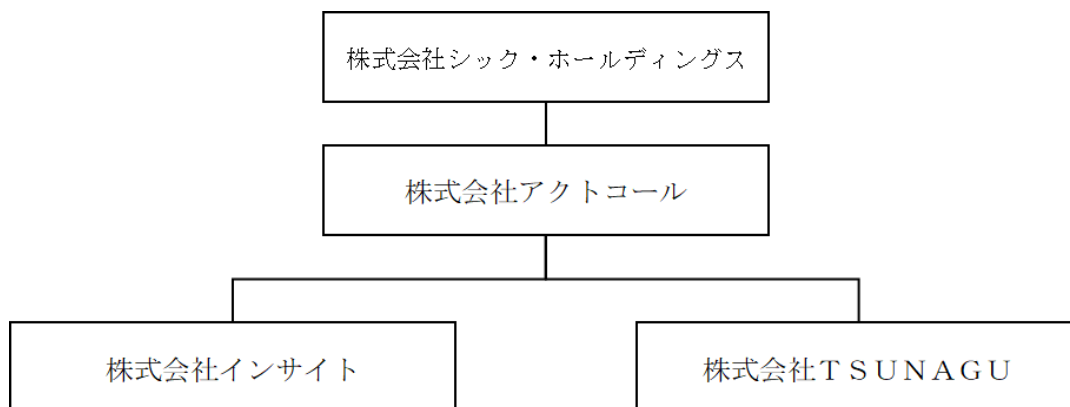 株式会社シック・ホールディングス
株式会社アクトコール
株式会社インサイト
株式会社ＴＳＵＮＡＧＵ